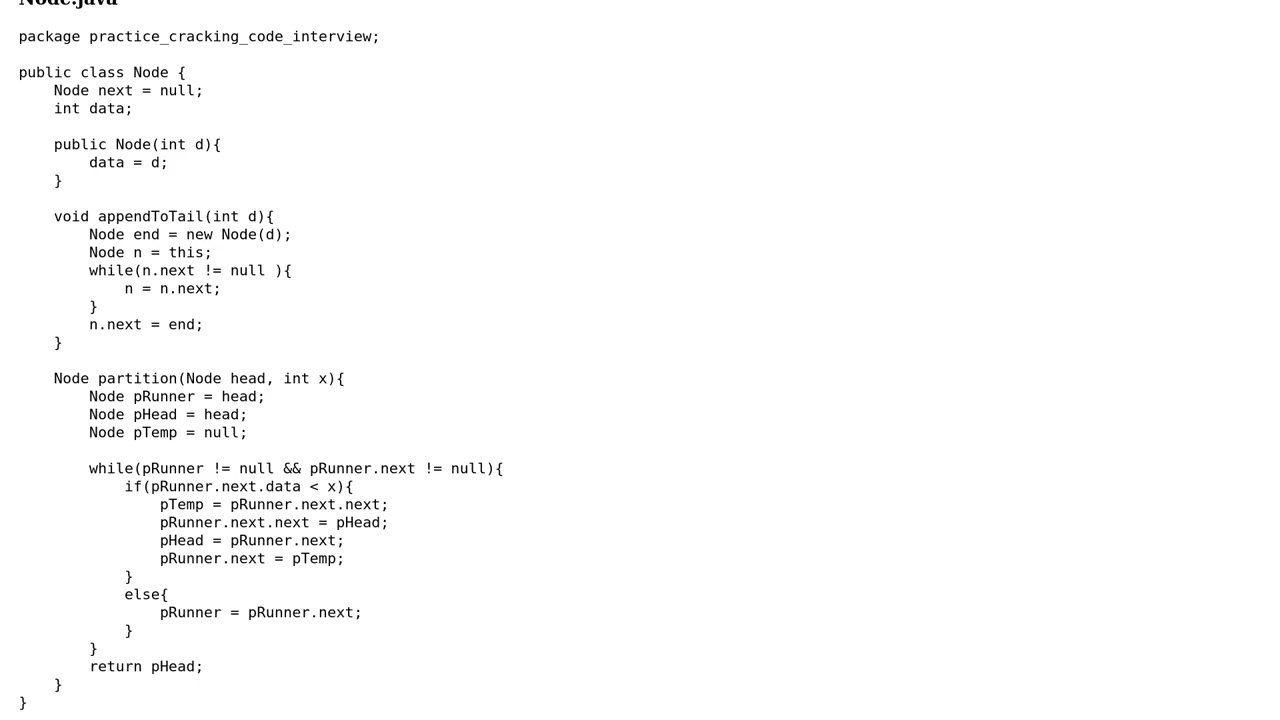 Node.java
package practice_cracking_code_interview;
public class Node {
    Node next = null;
    int data;
    public Node(int d){
        data = d;
    }
    void appendToTail(int d){
        Node end = new Node(d);
        Node n = this;
        while(n.next != null ){
            n = n.next;
        }
        n.next = end;
    }
    Node partition(Node head, int x){
        Node pRunner = head;
        Node pHead = head;
        Node pTemp = null;
        while(pRunner != null && pRunner.next != null){
            if(pRunner.next.data < x){
                pTemp = pRunner.next.next;
                pRunner.next.next = pHead;
                pHead = pRunner.next;
                pRunner.next = pTemp;
            }
            else{
                pRunner = pRunner.next;
            }
        }
        return pHead;
    }
}